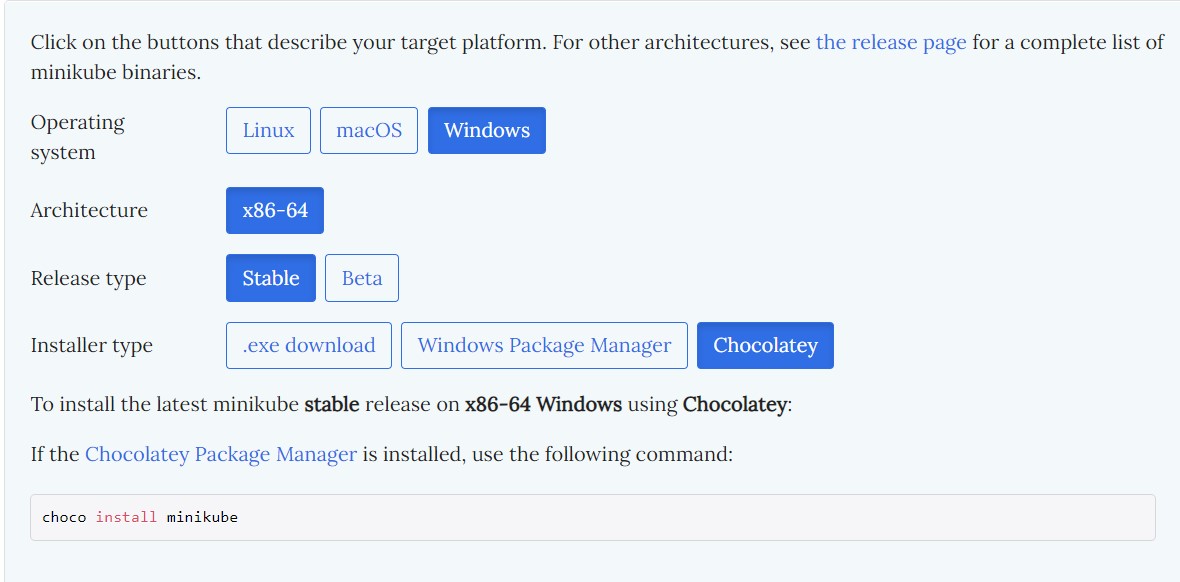 Click on the buttons that describe your target platform. For other architectures, see the release page for a complete list of
minikube binaries.
Operating
system
Linux macOS Windows
Architecture x86-64
Release type Stable Beta
Installer type .exe download Windows Package Manager Chocolatey
To install the latest minikube stable release on x86-64 Windows using Chocolatey:
If the Chocolatey Package Manager is installed, use the following command:
choco install minikube